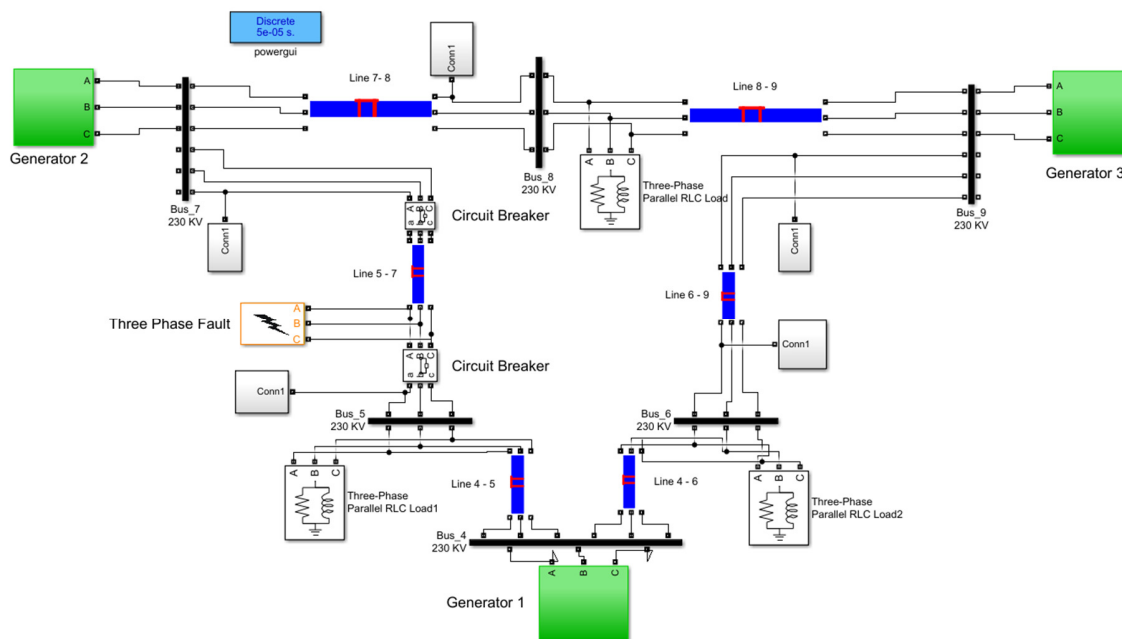 Discrete
5e-05 s.
powergui
Conn1
Line 7- 8
Line 8 - 9
A
B
C
Generator 2
A
B
C
Generator 3
Bus_8
230 KV
A B C
Three-Phase
Parallel RLC Load
Bus_7
230 KV
Bus_9
230 KV
Conn1
A B C
a b c
Circuit Breaker
Conn1
Line 5 - 7
Line 6 - 9
Three Phase Fault
A
B
C
Conn1
A B C
a b c
Circuit Breaker
Conn1
Bus_5
230 KV
Bus_6
230 KV
A B C
Three-Phase
Parallel RLC Load1
Line 4 - 5
Line 4 - 6
A B C
Three-Phase
Parallel RLC Load2
Bus_4
230 KV
A B C
Generator 1